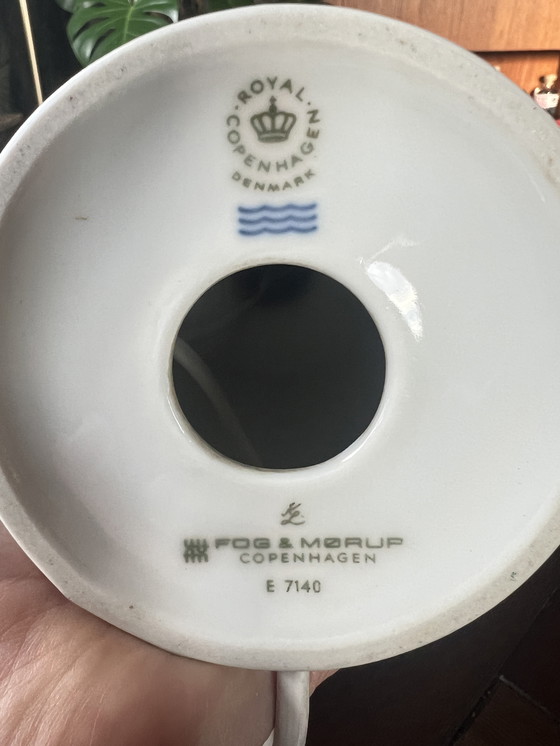 ROYAL
COPENHAGEN
DENMARK
FOG & MØRUP
COPENHAGEN
E 7140